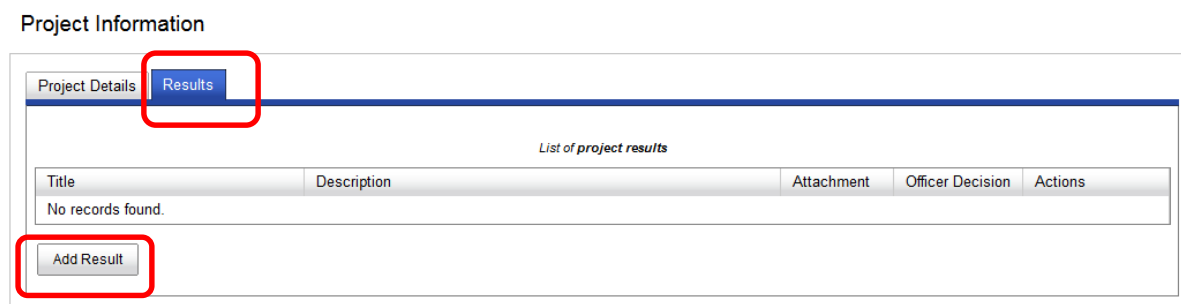 Project Information
Project Details Results
List of project results
Title Description Attachment Officer Decision Actions
No records found.
Add Result